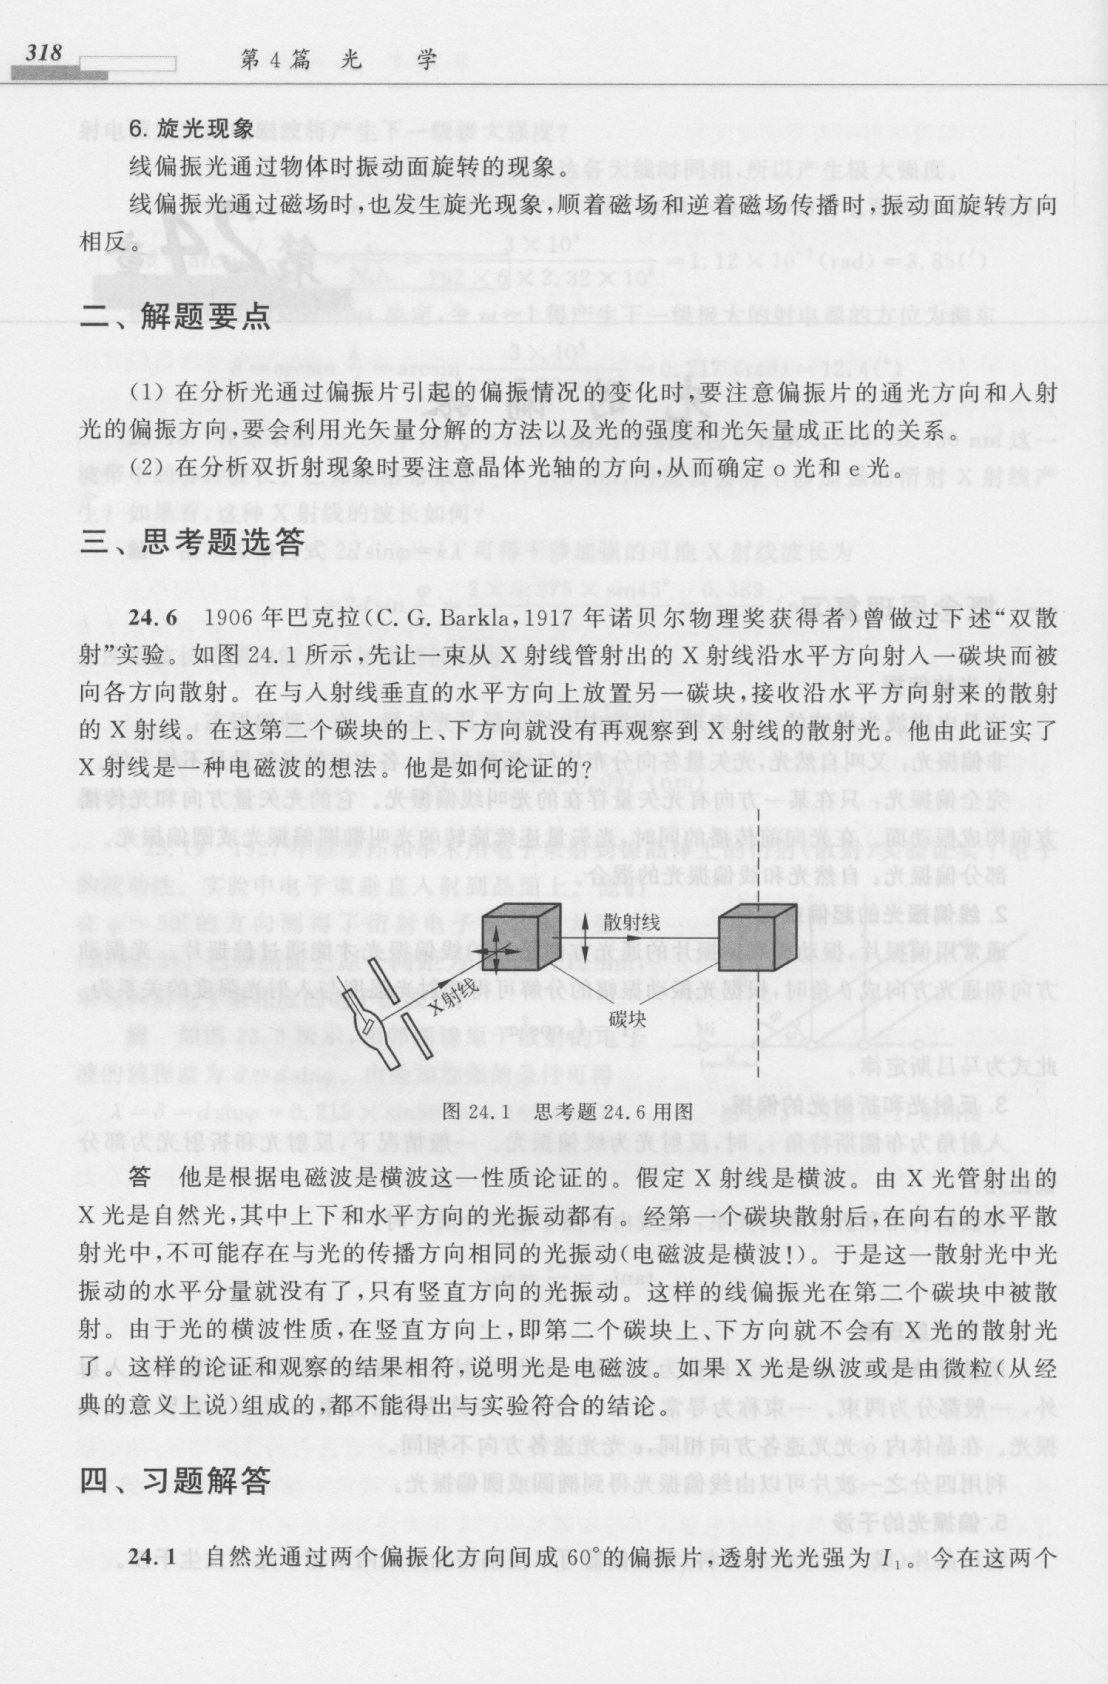 318
第4篇 光 学
6. 旋光现象
线偏振光通过物体时振动面旋转的现象。
线偏振光通过磁场时,也发生旋光现象,顺着磁场和逆着磁场传播时,振动面旋转方向
相反。
二、解题要点
(1) 在分析光通过偏振片引起的偏振情况的变化时,要注意偏振片的通光方向和入射
光的偏振方向,要会利用光矢量分解的方法以及光的强度和光矢量成正比的关系。
(2) 在分析双折射现象时要注意晶体光轴的方向,从而确定 o 光和 e 光。
三、思考题选答
24.6 1906 年巴克拉(C. G. Barkla,1917 年诺贝尔物理奖获得者)曾做过下述“双散
射”实验。如图 24.1 所示,先让一束从 X 射线管射出的 X 射线沿水平方向射入一碳块而被
向各方向散射。在与入射线垂直的水平方向上放置另一碳块,接收沿水平方向射来的散射
的 X 射线。在这第二个碳块的上、下方向就没有再观察到 X 射线的散射光。他由此证实了
X 射线是一种电磁波的想法。他是如何论证的?
散射线
X射线
碳块
图 24.1 思考题 24.6 用图
答 他是根据电磁波是横波这一性质论证的。假定 X 射线是横波。由 X 光管射出的
X 光是自然光,其中上下和水平方向的光振动都有。经第一个碳块散射后,在向右的水平散
射光中,不可能存在与光的传播方向相同的光振动(电磁波是横波!)。于是这一散射光中光
振动的水平分量就没有了,只有竖直方向的光振动。这样的线偏振光在第二个碳块中被散
射。由于光的横波性质,在竖直方向上,即第二个碳块上、下方向就不会有 X 光的散射光
了。这样的论证和观察的结果相符,说明 X 光是电磁波。如果 X 光是纵波或是由微粒(从经
典的意义上说)组成的,都不能得出与实验符合的结论。
四、习题解答
24.1 自然光通过两个偏振化方向间成 60°的偏振片,透射光光强为 I₁。今在这两个